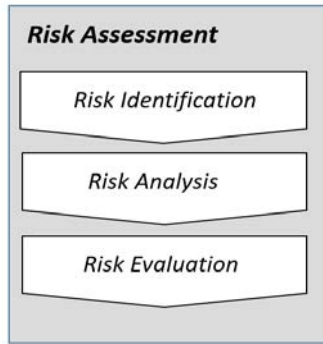 Risk Assessment
Risk Identification
Risk Analysis
Risk Evaluation